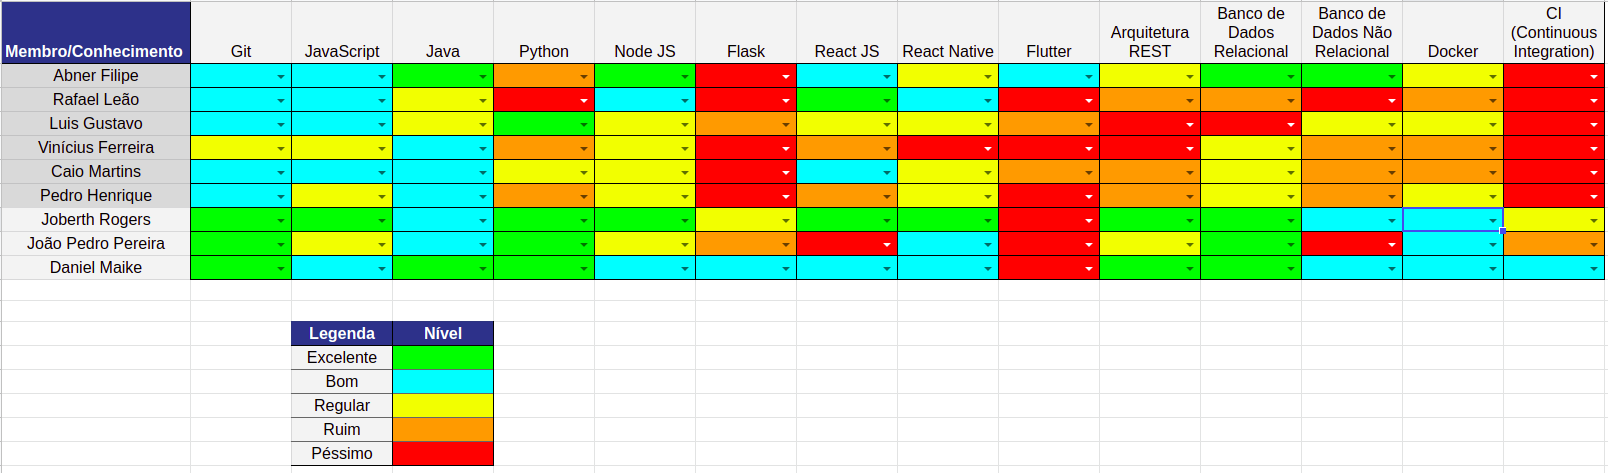 Membro/Conhecimento Git JavaScript Java Python Node JS Flask React JS React Native Flutter Arquitetura REST Banco de Dados Relacional Banco de Dados Não Relacional Docker CI (Continuous Integration)
Abner Filipe
Rafael Leão
Luis Gustavo
Vinícius Ferreira
Caio Martins
Pedro Henrique
Joberth Rogers
João Pedro Pereira
Daniel Maike
Legenda Nível
Excelente
Bom
Regular
Ruim
Péssimo